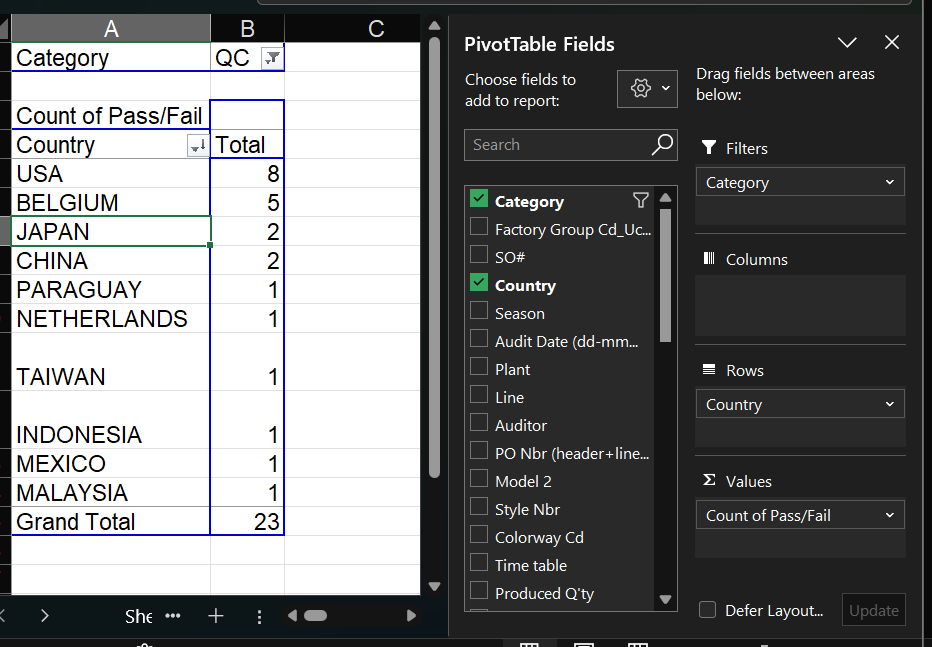 A B C
Category QC
Count of Pass/Fail
Country Total
USA 8
BELGIUM 5
JAPAN 2
CHINA 2
PARAGUAY 1
NETHERLANDS 1
TAIWAN 1
INDONESIA 1
MEXICO 1
MALAYSIA 1
Grand Total 23
She ••• + ⋮
PivotTable Fields
Choose fields to
add to report:
Search
Category
Factory Group Cd_Uc...
SO#
Country
Season
Audit Date (dd-mm...
Plant
Line
Auditor
PO Nbr (header+line...
Model 2
Style Nbr
Colorway Cd
Time table
Produced Q'ty
Drag fields between areas
below:
Filters
Category
Columns
Rows
Country
Σ Values
Count of Pass/Fail
Defer Layout...
Update